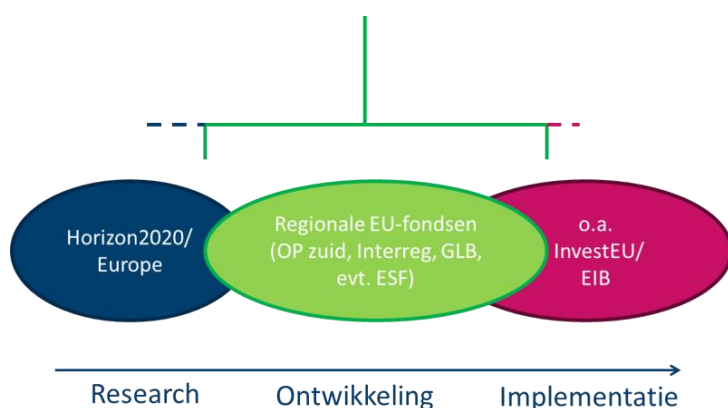 Horizon2020/
Europe
Regionale EU-fondsen
(OP zuid, Interreg, GLB,
evt. ESF)
o.a.
InvestEU/
EIB
Research
Ontwikkeling
Implementatie